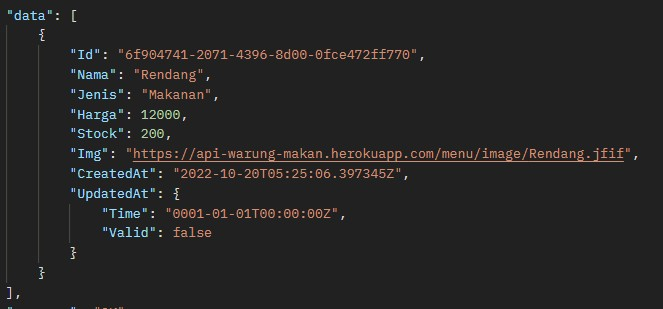 "data": [
{
"Id": "6f904741-2071-4396-8d00-0fce472ff770",
"Nama": "Rendang",
"Jenis": "Makanan",
"Harga": 12000,
"Stock": 200,
"Img": "https://api-warung-makan.herokuapp.com/menu/image/Rendang.jfif",
"CreatedAt": "2022-10-20T05:25:06.397345Z",
"UpdatedAt": {
"Time": "0001-01-01T00:00:00Z",
"Valid": false
}
}
],